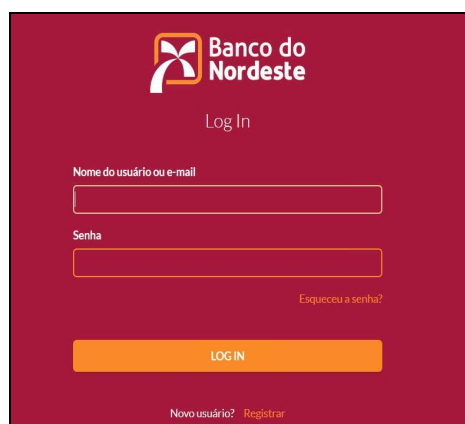 Banco do
Nordeste
Log In
Nome do usuário ou e-mail
Senha
Esqueceu a senha?
LOG IN
Novo usuário? Registrar